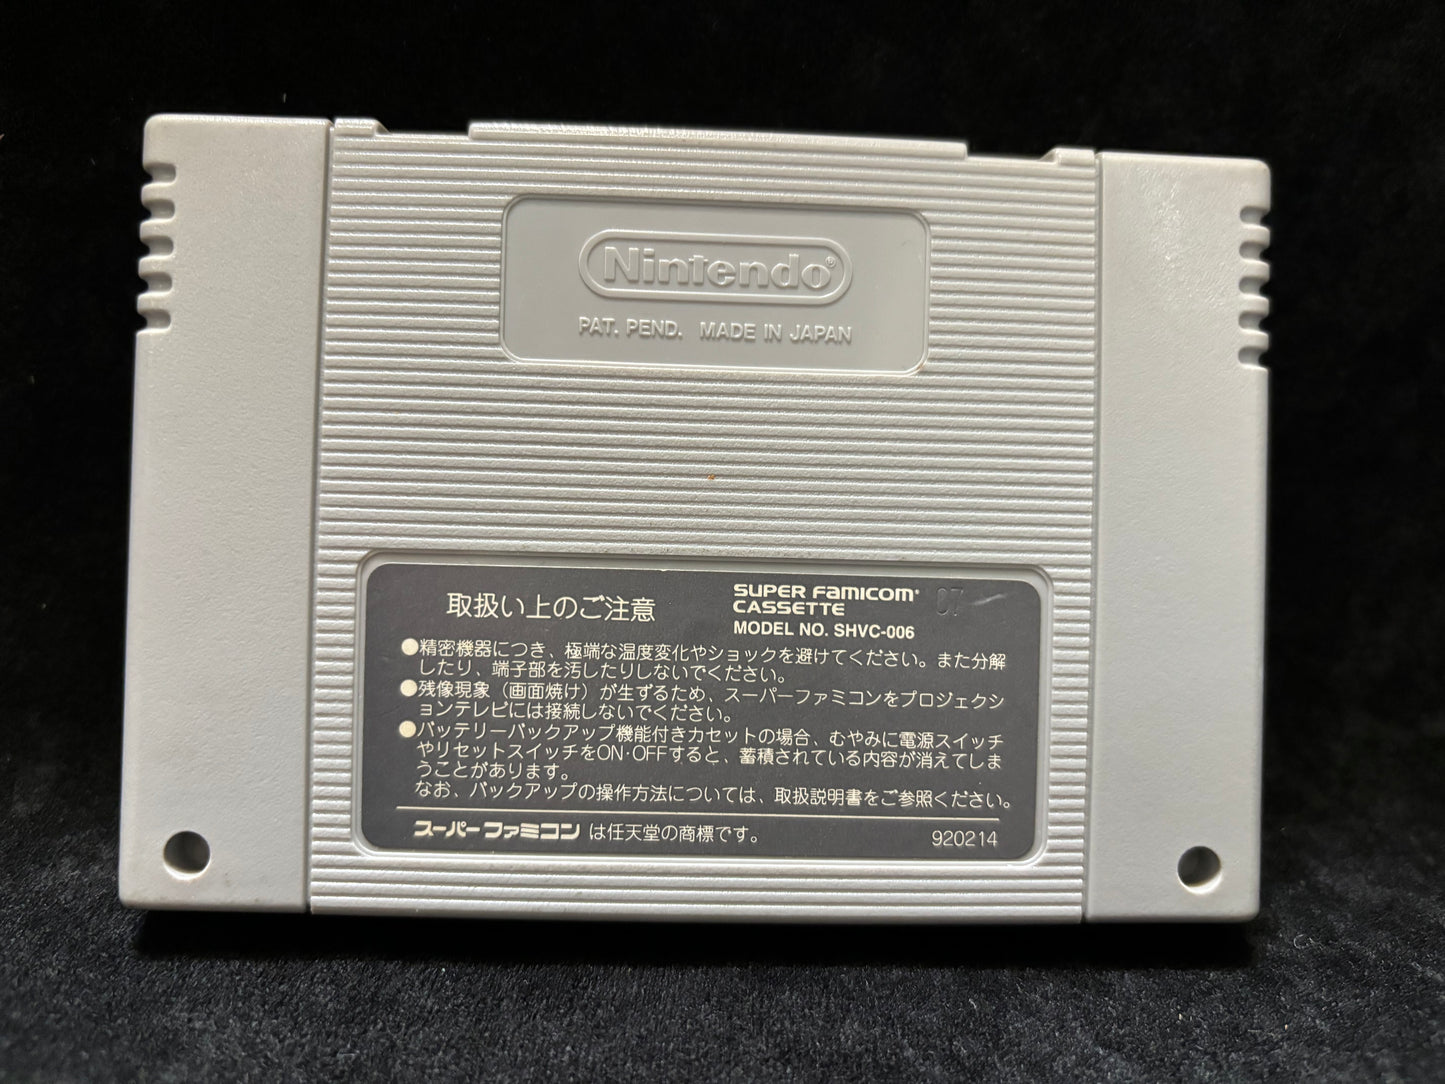 Nintendo®
PAT. PEND. MADE IN JAPAN
取扱い上のご注意
SUPER FAMICOM®
CASSETTE
MODEL NO. SHVC-006
07
●精密機器につき、極端な温度変化やショックを避けてください。また分解
したり、端子部を汚したりしないでください。
●残像現象（画面焼け）が生ずるため、スーパーファミコンをプロジェクシ
ョンテレビには接続しないでください。
●バッテリーバックアップ機能付きカセットの場合、むやみに電源スイッチ
やリセットスイッチをON·OFFすると、蓄積されている内容が消えてしま
うことがあります。
なお、バックアップの操作方法については、取扱説明書をご参照ください。
スーパーファミコン は任天堂の商標です。
920214